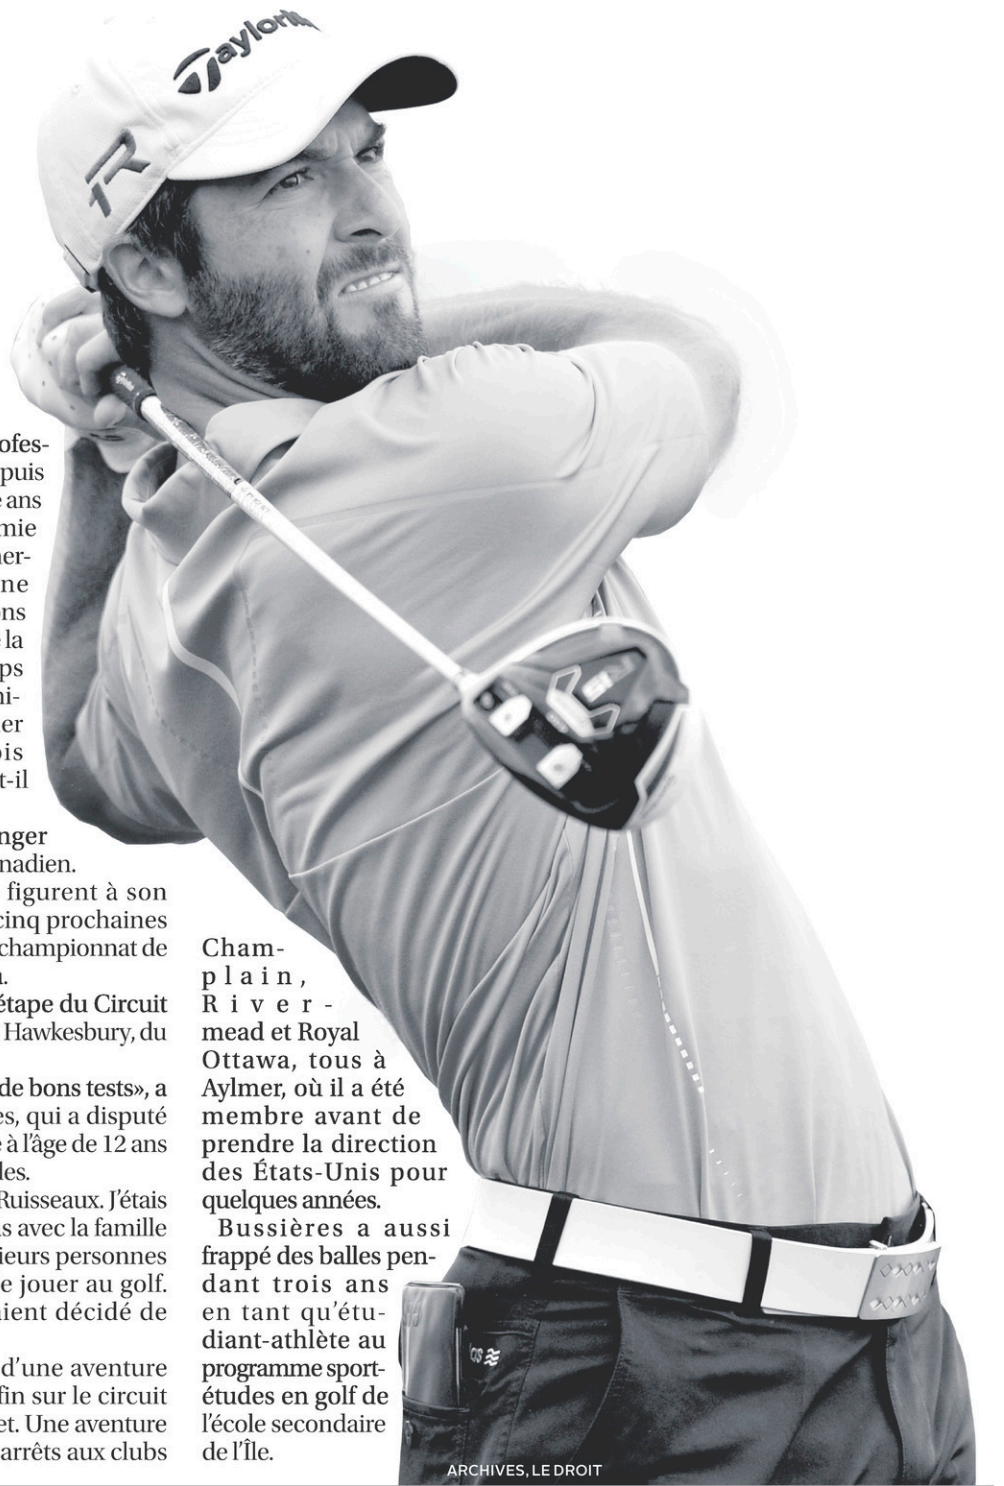 Taylor
R
ofes-
puis
ans
mie
ner-
ne
ons
la
ps
ni-
er
ois
t-il
nger
nadien.
figurent à son
cinq prochaines
championnat de
étape du Circuit
Hawkesbury, du
de bons tests», a
es, qui a disputé
à l'âge de 12 ans
les.
Ruisseaux. J'étais
s avec la famille
sieurs personnes
e jouer au golf.
aient décidé de
d'une aventure
fin sur le circuit
et. Une aventure
arrêts aux clubs
Cham-
plain,
River-
mead et Royal
Ottawa, tous à
Aylmer, où il a été
membre avant de
prendre la direction
des États-Unis pour
quelques années.
Bussières a aussi
frappé des balles pen-
dant trois ans
en tant qu'étu-
diant-athlète au
programme sport-
études en golf de
l'école secondaire
de l'Île.
ARCHIVES, LE DROIT